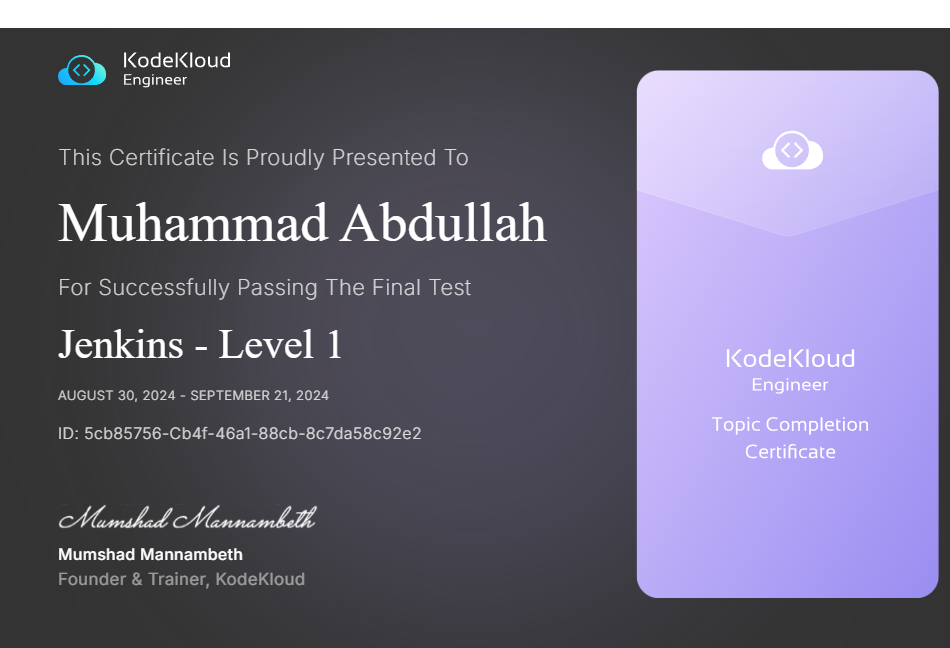 KodeKloud
Engineer
This Certificate Is Proudly Presented To
Muhammad Abdullah
For Successfully Passing The Final Test
Jenkins - Level 1
AUGUST 30, 2024 - SEPTEMBER 21, 2024
ID: 5cb85756-Cb4f-46a1-88cb-8c7da58c92e2
Mumshad Mannambeth
Mumshad Mannambeth
Founder & Trainer, KodeKloud
KodeKloud
Engineer
Topic Completion
Certificate